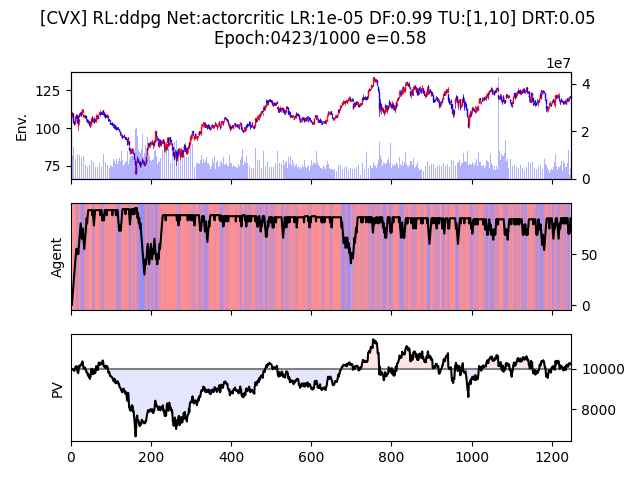 [CVX] RL:ddpg Net:actorcritic LR:1e-05 DF:0.99 TU:[1,10] DRT:0.05
Epoch:0423/1000 e=0.58
1e7
Env.
125
100
75
4
2
0
Agent
50
0
PV
10000
8000
0
200
400
600
800
1000
1200